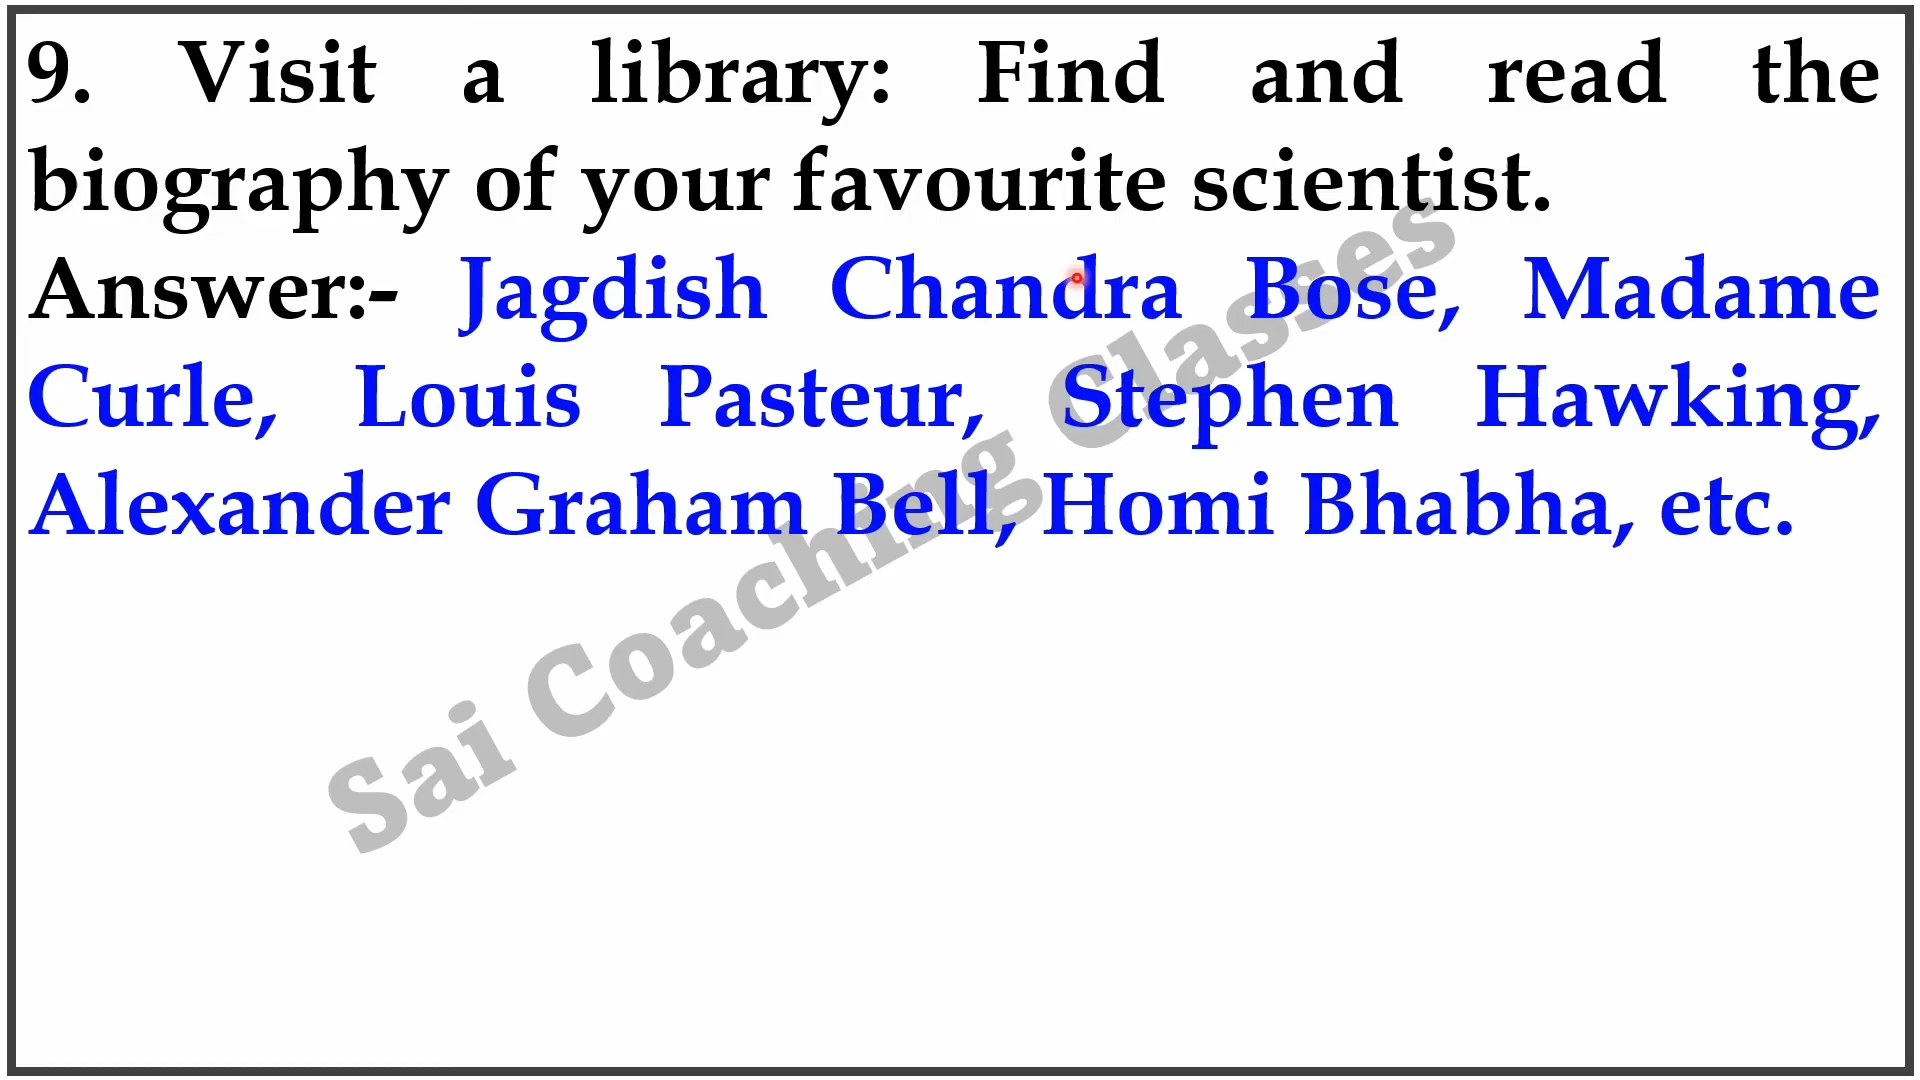 9. Visit a library: Find and read the
biography of your favourite scientist.
Answer:- Jagdish Chandra Bose, Madame
Curle, Louis Pasteur, Stephen Hawking,
Alexander Graham Bell, Homi Bhabha, etc.
Sai Coaching Classes